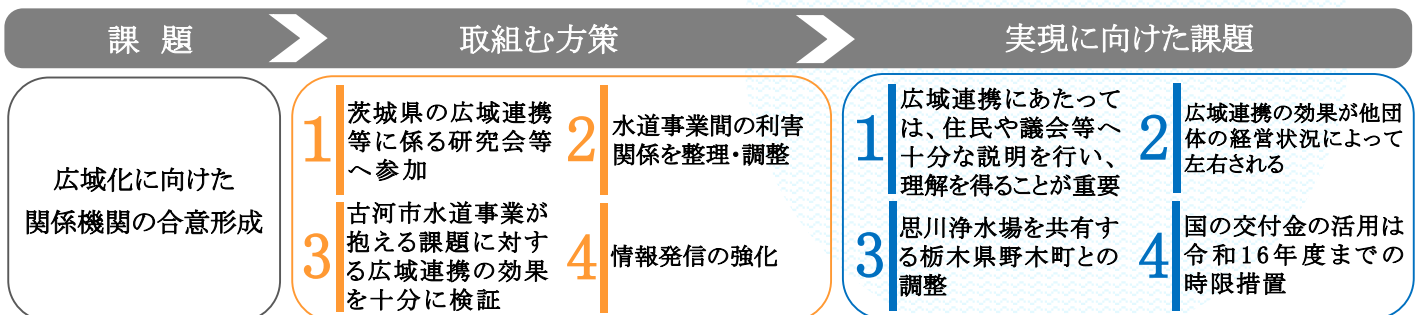 課 題
取組む方策
実現に向けた課題
広域化に向けた
関係機関の合意形成
1
茨城県の広域連携
等に係る研究会等
へ参加
2
水道事業間の利害
関係を整理・調整
3
古河市水道事業が
抱える課題に対す
る広域連携の効果
を十分に検証
4
情報発信の強化
1
広域連携にあたって
は、住民や議会等へ
十分な説明を行い、
理解を得ることが重要
2
広域連携の効果が他団
体の経営状況によって
左右される
3
思川浄水場を共有す
る栃木県野木町との
調整
4
国の交付金の活用は
令和16年度までの
時限措置